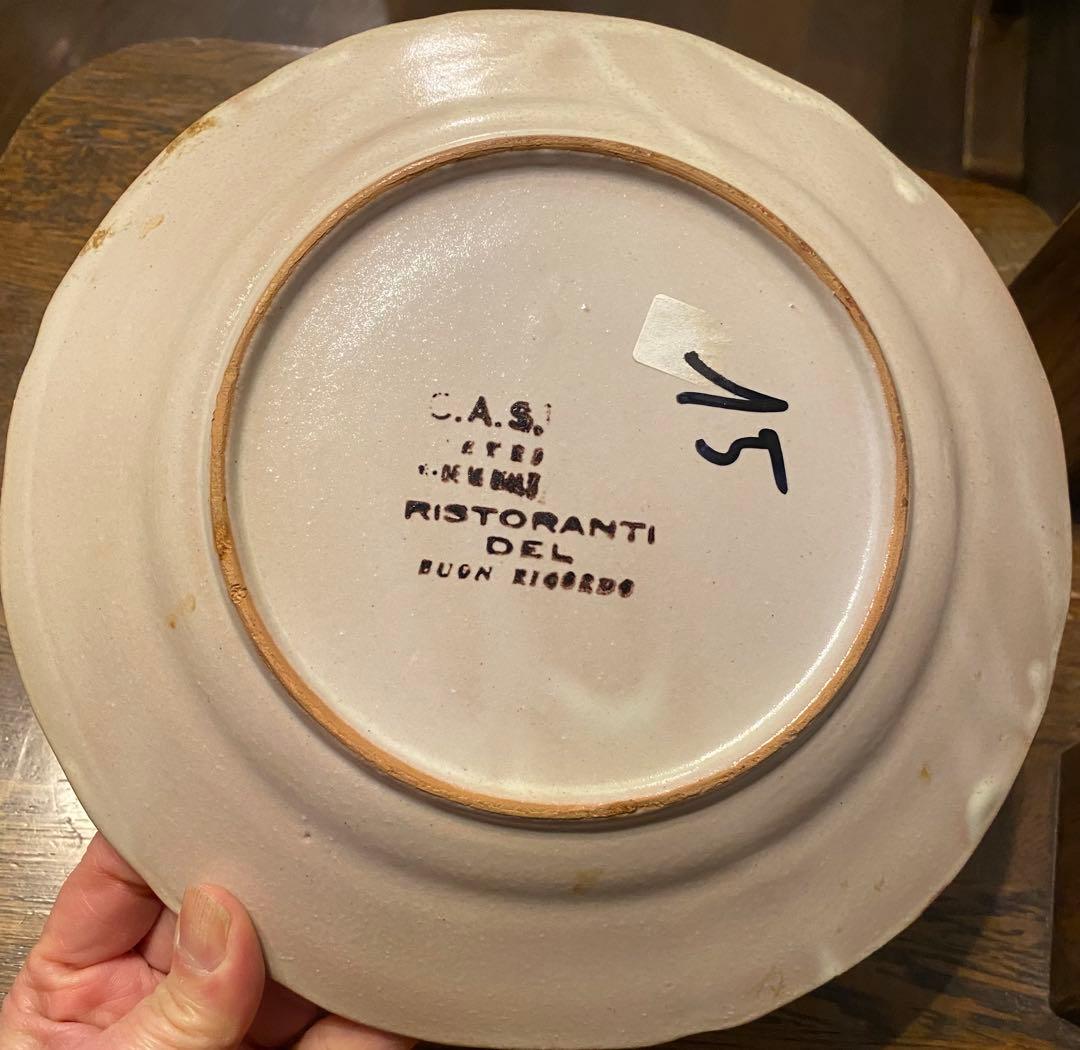 C.A.S.
RISTORANTI
DEL
BUON RICORDO
15